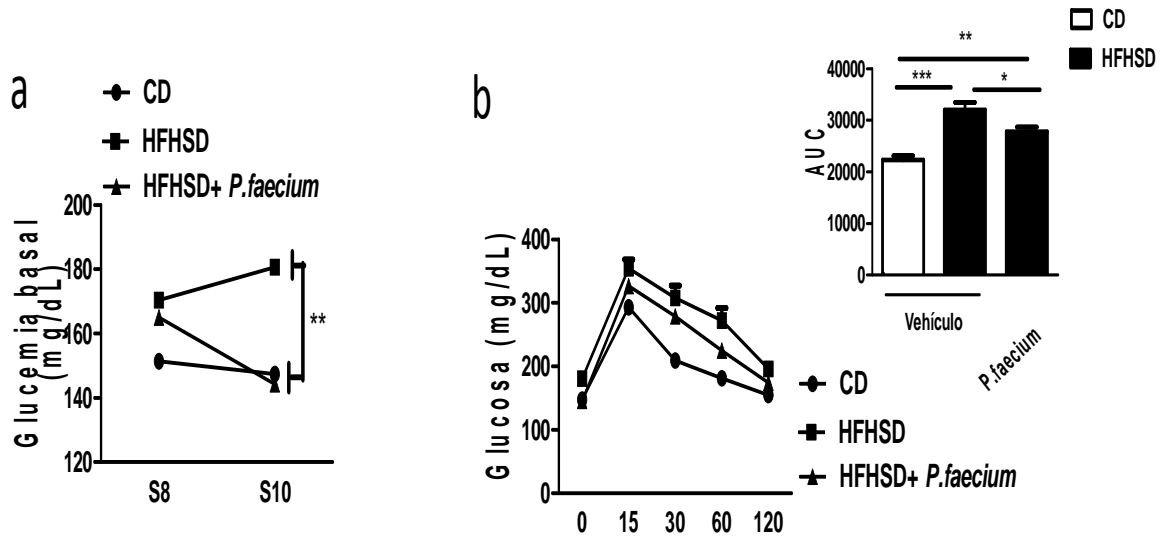 a
CD
HFHSD
HFHSD+ P.faecium
Glucemia basal
(mg/dL)
200
180
160
140
120
**
S8
S10
b
CD
HFHSD
**
***
*
AUC
40000
30000
20000
10000
0
Vehículo
P.faecium
Glucosa (mg/dL)
400
300
200
100
0
0 15 30 60 120
CD
HFHSD
HFHSD+ P.faecium